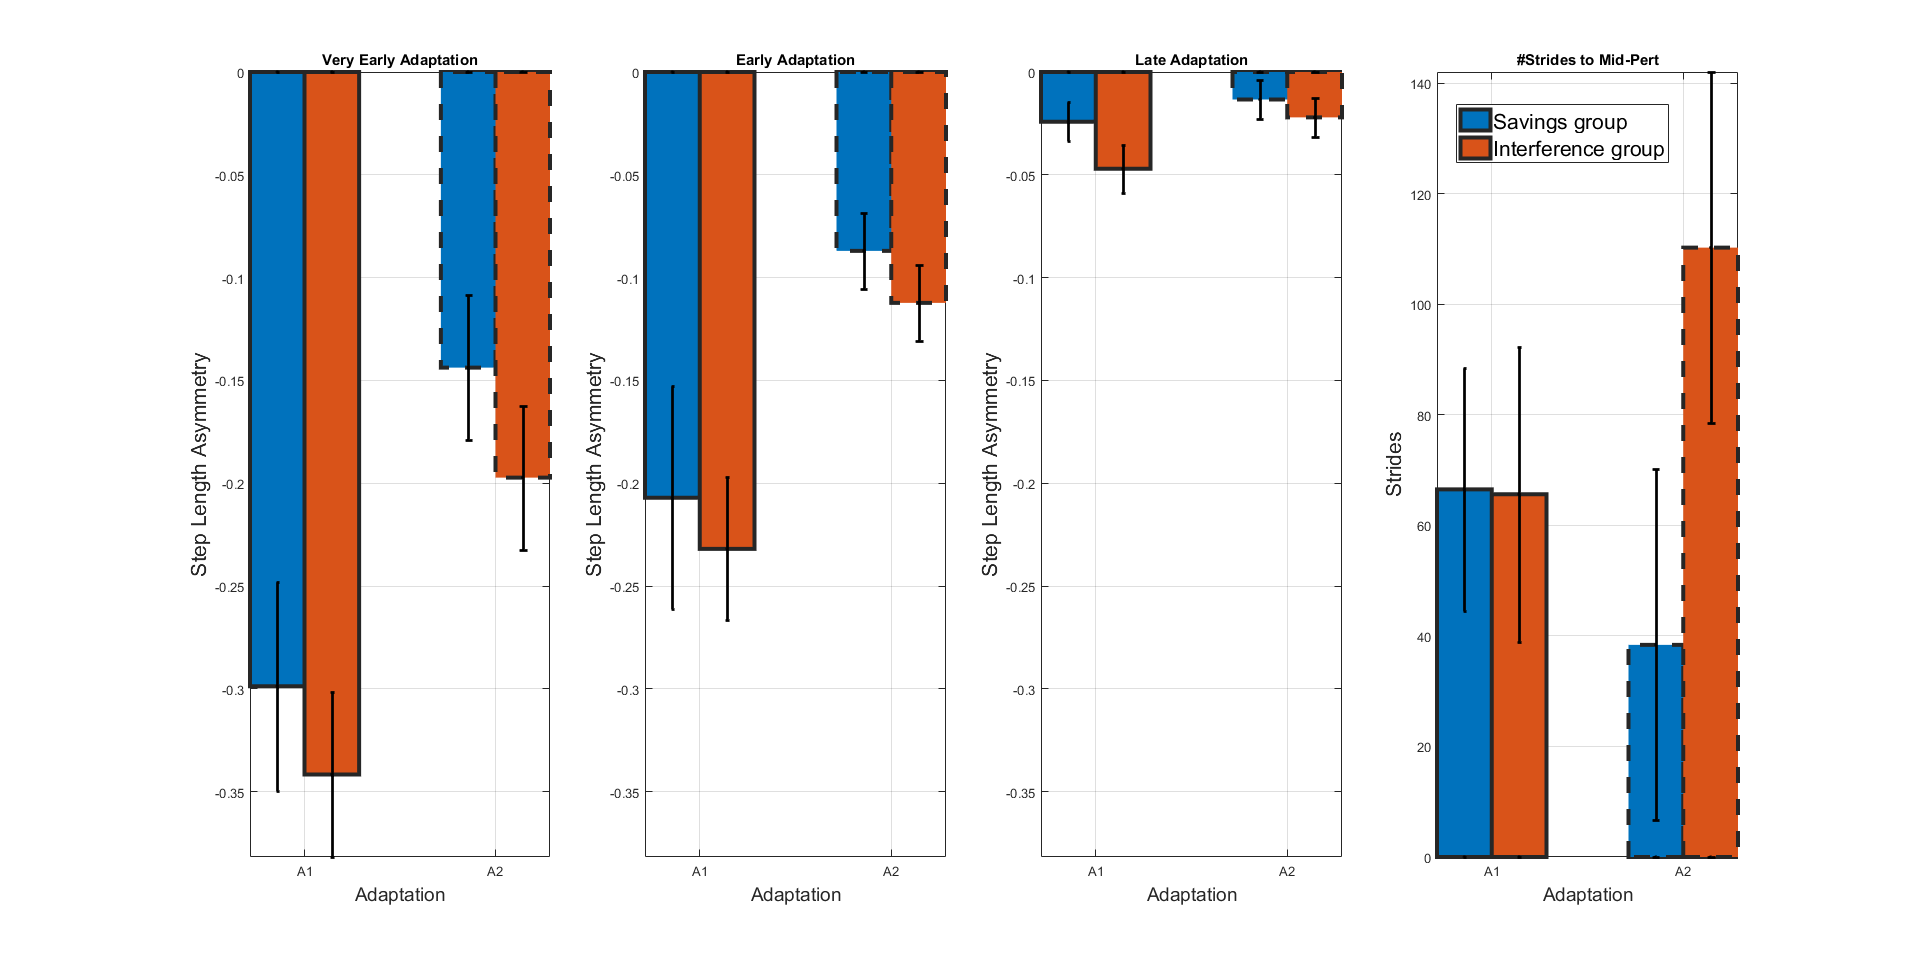 Very Early Adaptation
0
-0.05
-0.1
-0.15
-0.2
-0.25
-0.3
-0.35
Step Length Asymmetry
A1
A2
Adaptation
Early Adaptation
0
-0.05
-0.1
-0.15
-0.2
-0.25
-0.3
-0.35
Step Length Asymmetry
A1
A2
Adaptation
Late Adaptation
0
-0.05
-0.1
-0.15
-0.2
-0.25
-0.3
-0.35
Step Length Asymmetry
A1
A2
Adaptation
#Strides to Mid-Pert
140
120
100
80
60
40
20
0
Strides
Savings group
Interference group
A1
A2
Adaptation